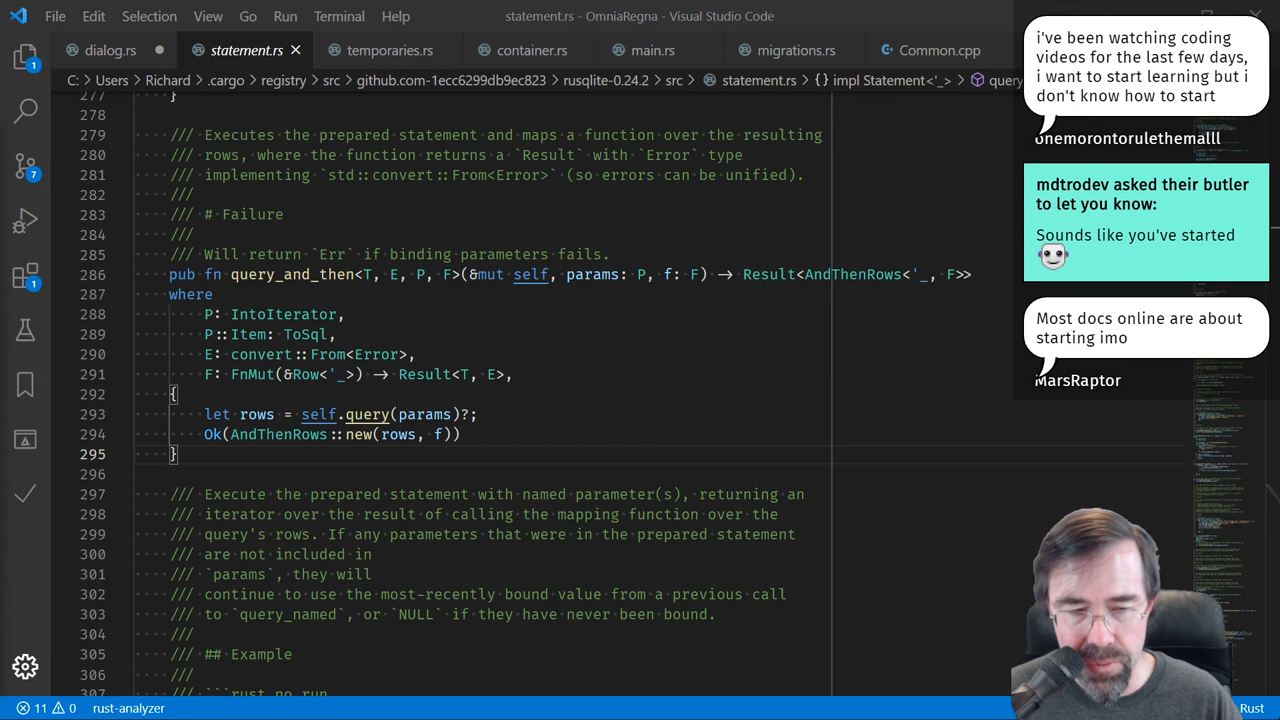 File Edit Selection View Go Run Terminal Help
statement.rs - OmniaRegna - Visual Studio Code
dialog.rs statement.rs temporaries.rs container.rs main.rs migrations.rs Common.cpp
C: > Users > Richard > .cargo > registry > src > github.com-1ecc6299db9ec823 > rusqlite-0.24.2 > src > statement.rs > {} impl Statement<'_> > query
277 }
278
279 /// Executes the prepared statement and maps a function over the resulting
280 /// rows, where the function returns a `Result` with `Error` type
281 /// implementing `std::convert::From<Error>` (so errors can be unified).
282 ///
283 /// # Failure
284 ///
285 /// Will return `Err` if binding parameters fails.
286 pub fn query_and_then<T, E, P, F>(&mut self, params: P, f: F) -> Result<AndThenRows<'_, F>>
287 where
288 P: IntoIterator,
289 P::Item: ToSql,
290 E: convert::From<Error>,
291 F: FnMut(&Row<'_>) -> Result<T, E>
292 {
293 let rows = self.query(params)?;
294 Ok(AndThenRows::new(rows, f))
295 }
296
297 /// Execute the prepared statement with named parameter(s), returning an
298 /// iterator over the result of calling the mapping function over the
299 /// query's rows. If any parameters that were in the prepared statement
300 /// are not included in
301 /// `params`, they will
302 /// continue to use the most-recently bound value from a previous call
303 /// to `query_named`, or `NULL` if they have never been bound.
304 ///
305 /// ## Example
306 ///
307 /// ```rust,no_run
1
7
1
11 0 rust-analyzer
Rust
i've been watching coding
videos for the last few days,
i want to start learning but i
don't know how to start
onemorontorulethemalll
mdtrodev asked their butler
to let you know:
Sounds like you've started
Most docs online are about
starting imo
MarsRaptor